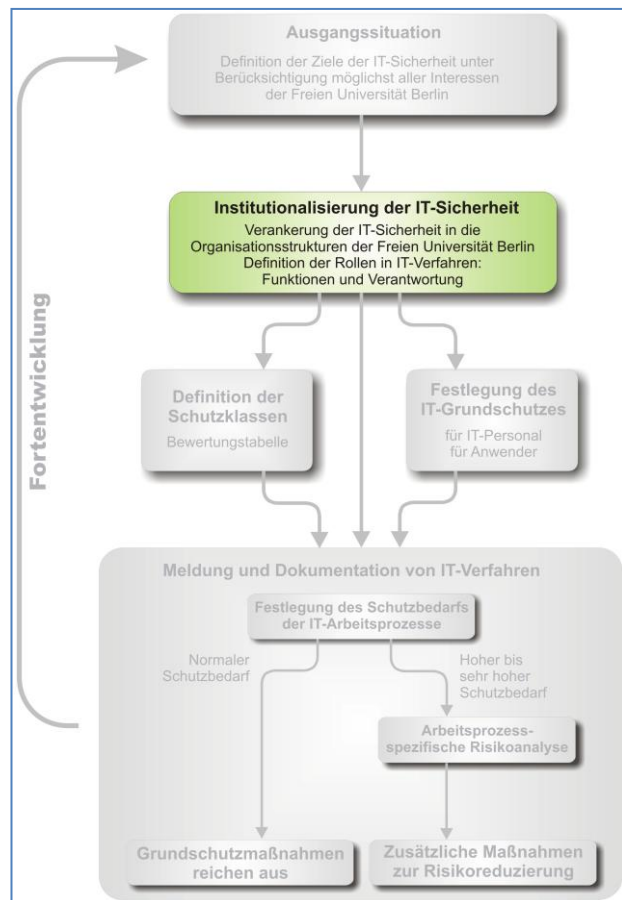 Ausgangssituation
Definition der Ziele der IT-Sicherheit unter
Berücksichtigung möglichst aller Interessen
der Freien Universität Berlin
Institutionalisierung der IT-Sicherheit
Verankerung der IT-Sicherheit in die
Organisationsstrukturen der Freien Universität Berlin
Definition der Rollen in IT-Verfahren:
Funktionen und Verantwortung
Fortentwicklung
Definition der
Schutzklassen
Bewertungstabelle
Festlegung des
IT-Grundschutzes
für IT-Personal
für Anwender
Meldung und Dokumentation von IT-Verfahren
Festlegung des Schutzbedarfs
der IT-Arbeitsprozesse
Normaler
Schutzbedarf
Hoher bis
sehr hoher
Schutzbedarf
Arbeitsprozess-
spezifische Risikoanalyse
Grundschutzmaßnahmen
reichen aus
Zusätzliche Maßnahmen
zur Risikoreduzierung